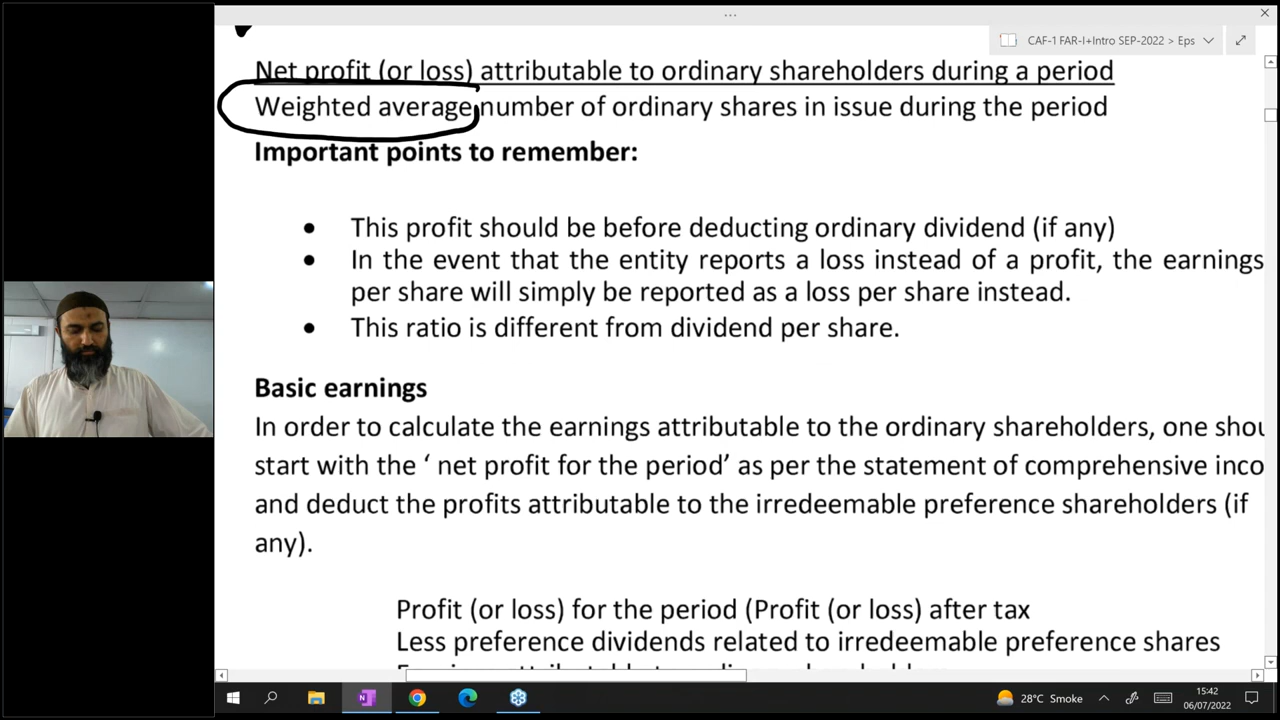 CAF-1 FAR-I+Intro SEP-2022 > Eps
Net profit (or loss) attributable to ordinary shareholders during a period
Weighted average number of ordinary shares in issue during the period
Important points to remember:
This profit should be before deducting ordinary dividend (if any)
In the event that the entity reports a loss instead of a profit, the earnings
per share will simply be reported as a loss per share instead.
This ratio is different from dividend per share.
Basic earnings
In order to calculate the earnings attributable to the ordinary shareholders, one shou
start with the ‘ net profit for the period’ as per the statement of comprehensive inco
and deduct the profits attributable to the irredeemable preference shareholders (if
any).
Profit (or loss) for the period (Profit (or loss) after tax
Less preference dividends related to irredeemable preference shares
28°C Smoke
15:42
06/07/2022